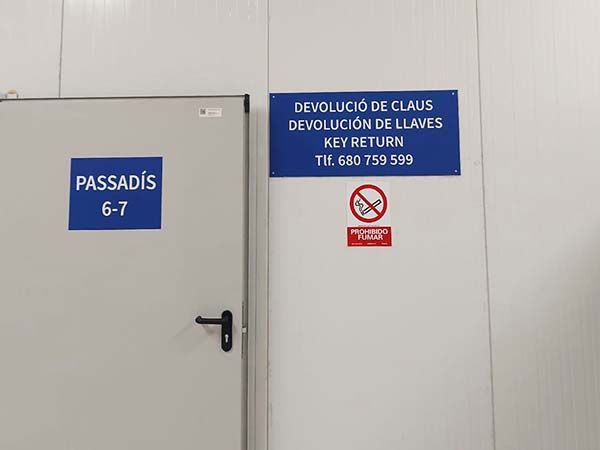 DEVOLUCIÓ DE CLAUS
DEVOLUCIÓN DE LLAVES
KEY RETURN
Tlf. 680 759 599
PASSADÍS
6-7
PROHIBIDO
FUMAR